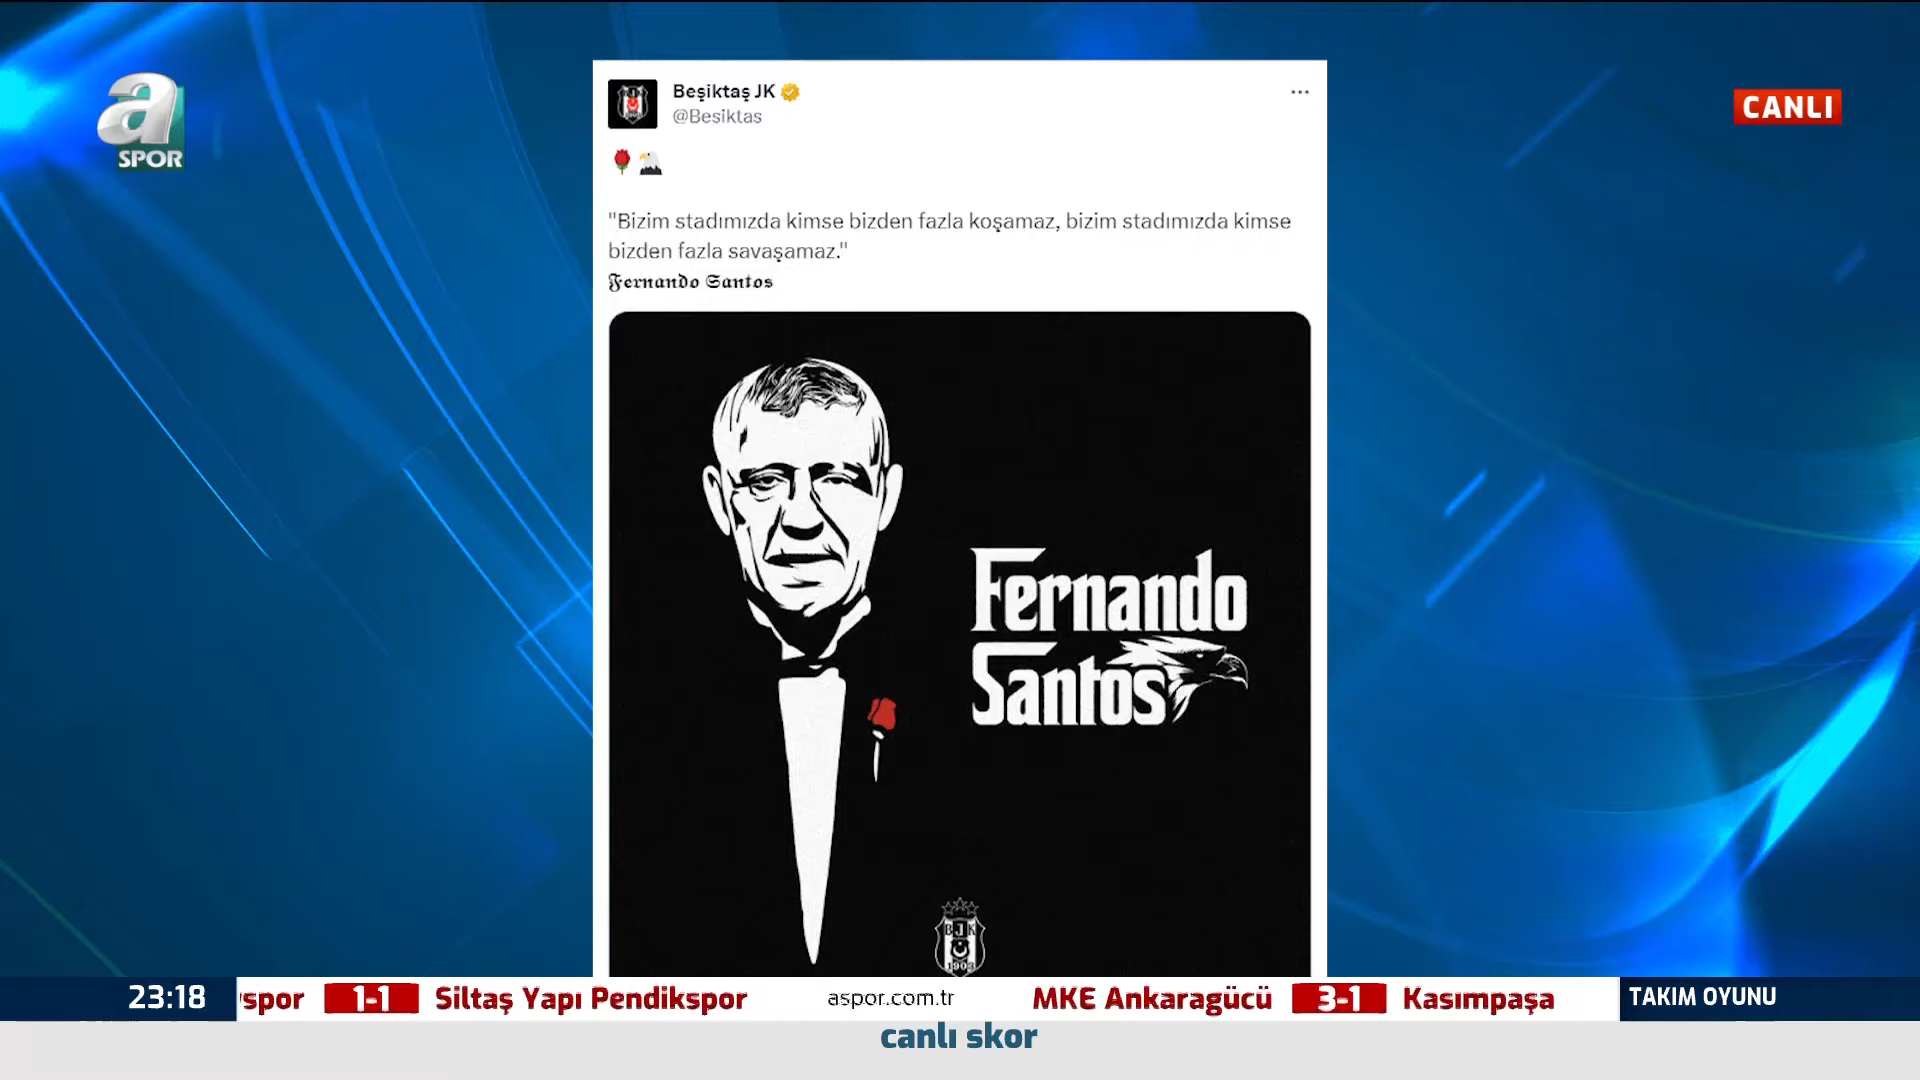 a
SPOR
CANLI
Beşiktaş JK
@Besiktas
"Bizim stadımızda kimse bizden fazla koşamaz, bizim stadımızda kimse
bizden fazla savaşamaz."
𝕱𝖊𝖗𝖓𝖆𝖓𝖉𝖔 𝕾𝖆𝖓𝖙𝖔𝖘
Fernando
Santos
BJK
1903
23:18
spor 1-1 Siltaş Yapı Pendikspor aspor.com.tr MKE Ankaragücü 3-1 Kasımpaşa
TAKIM OYUNU
canlı skor